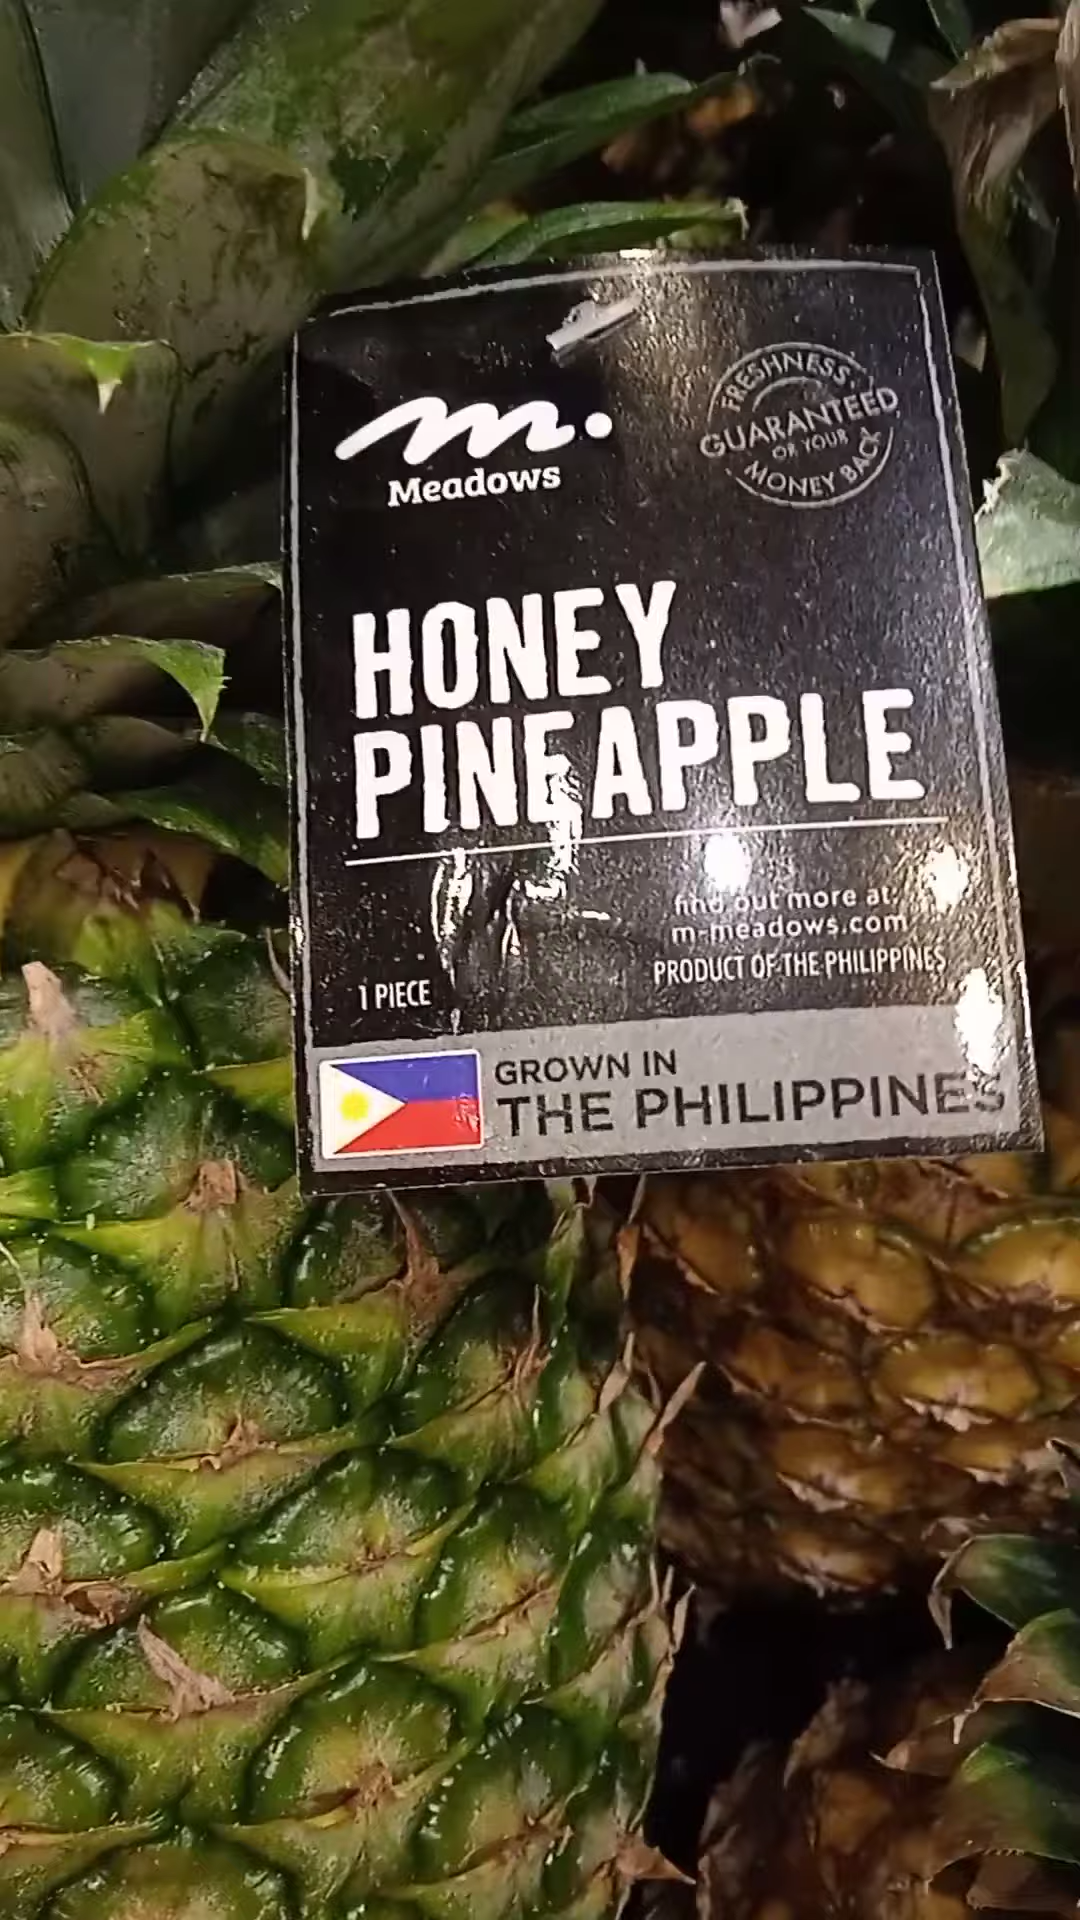 m.
Meadows
FRESHNESS
GUARANTEED
OR YOUR
MONEY BACK
HONEY
PINEAPPLE
find out more at
m-meadows.com
PRODUCT OF THE PHILIPPINES
1 PIECE
GROWN IN
THE PHILIPPINES